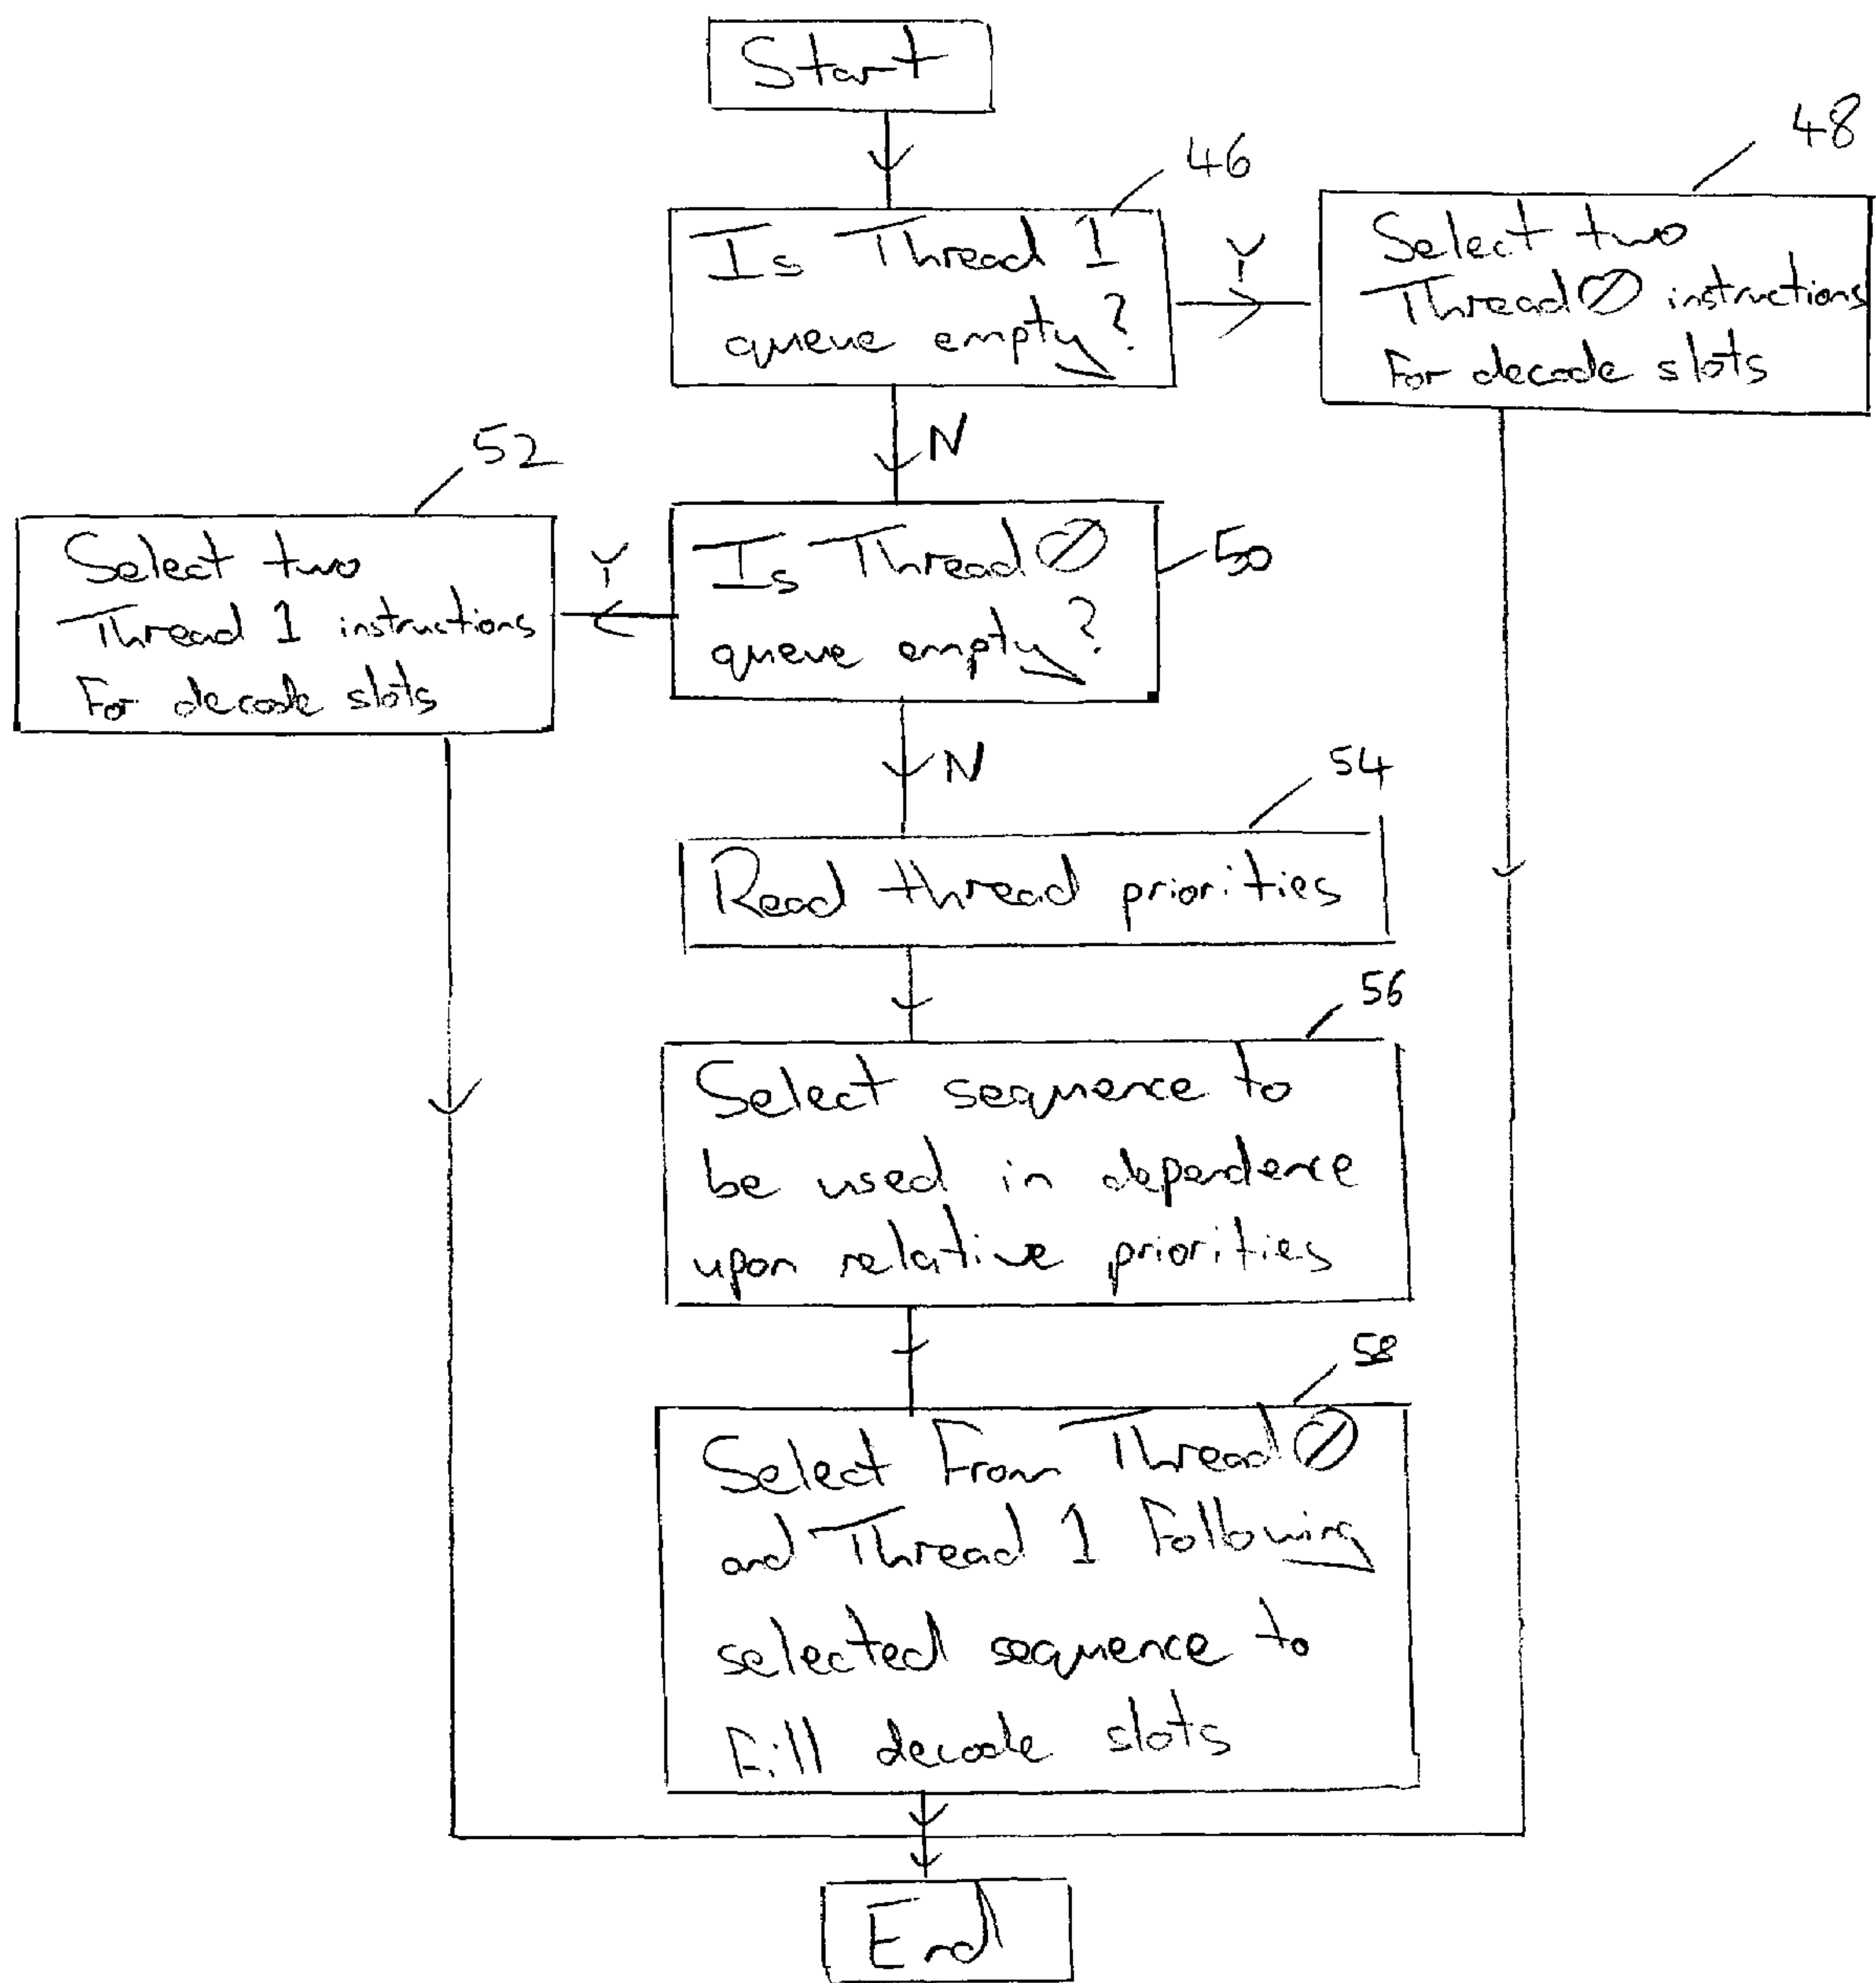 Start
46
48
Is Thread 1
queue empty?
Y
Select two
Thread 0 instructions
For decode slots
N
52
Select two
Thread 1 instructions
For decode slots
Y
Is Thread 0
queue empty?
50
N
54
Read thread priorities
56
Select sequence to
be used in dependence
upon relative priorities
58
Select From Thread 0
and Thread 1 Following
selected sequence to
Fill decode slots
End